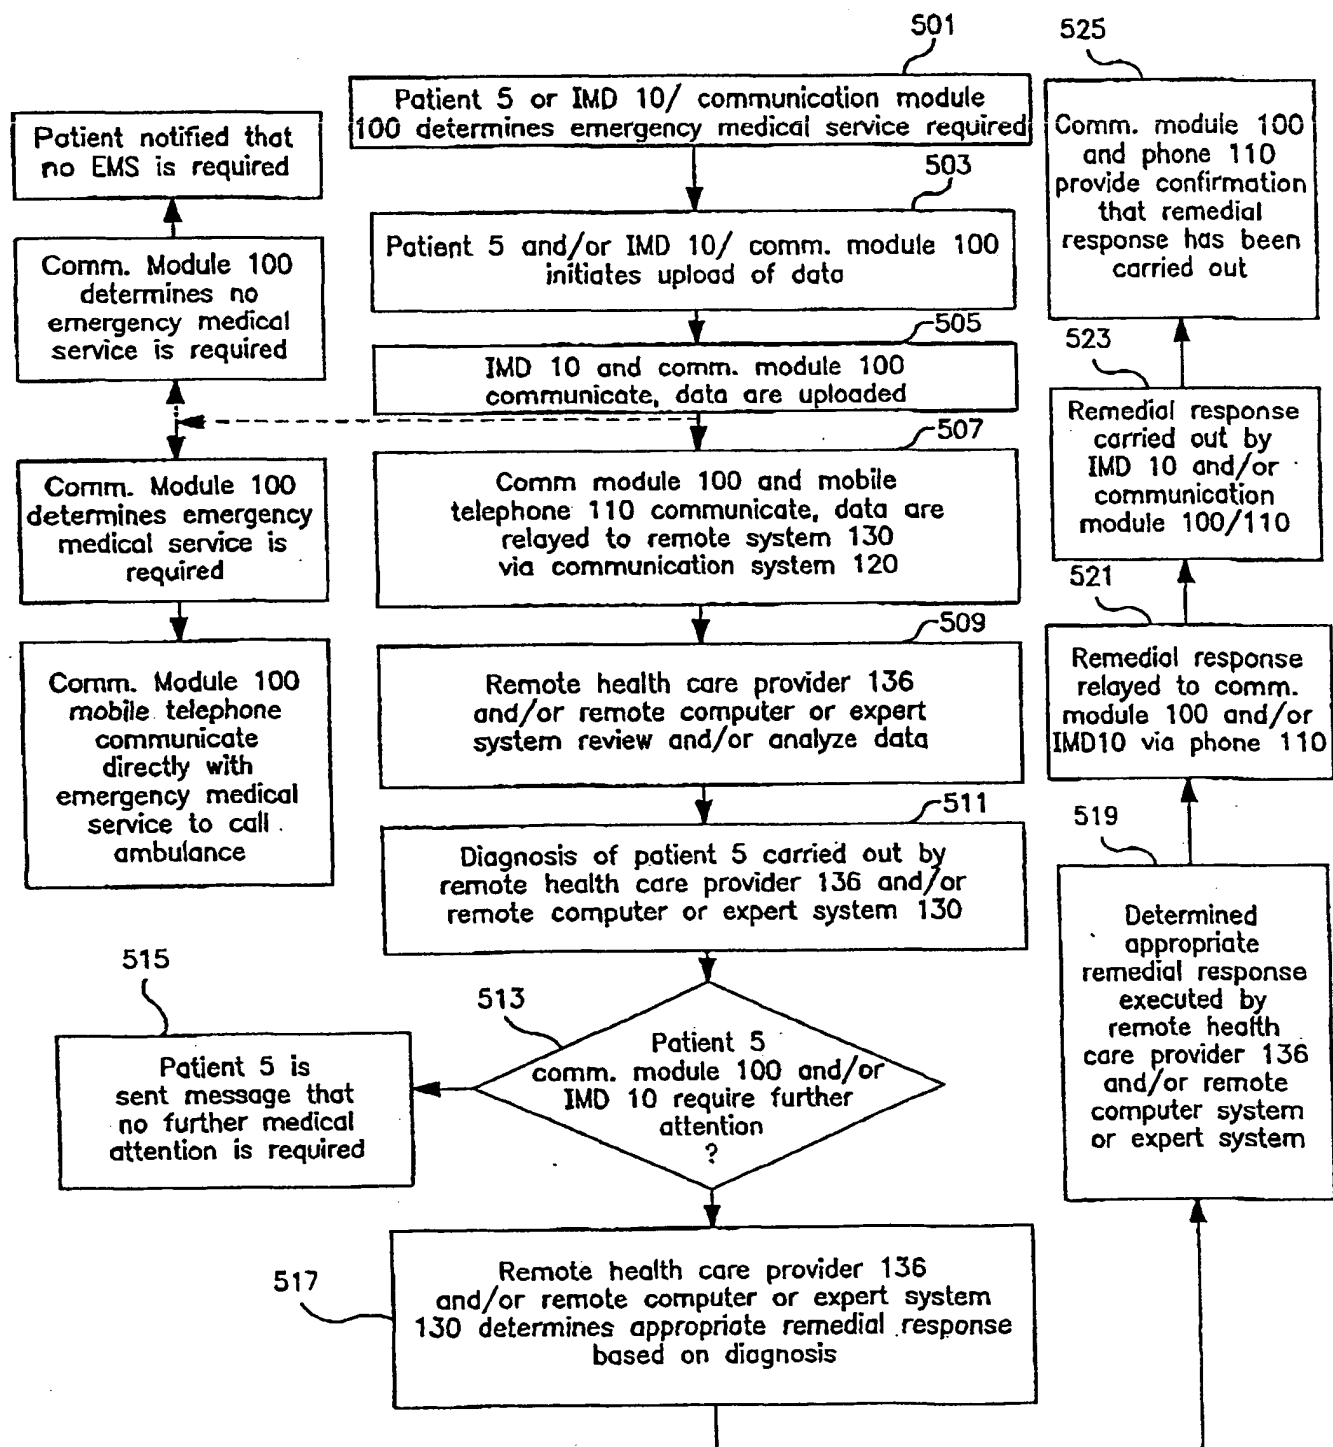 501
Patient 5 or IMD 10/ communication module
100 determines emergency medical service required
503
Patient 5 and/or IMD 10/ comm. module 100
initiates upload of data
505
IMD 10 and comm. module 100
communicate, data are uploaded
507
Comm module 100 and mobile
telephone 110 communicate, data are
relayed to remote system 130
via communication system 120
509
Remote health care provider 136
and/or remote computer or expert
system review and/or analyze data
511
Diagnosis of patient 5 carried out by
remote health care provider 136 and/or
remote computer or expert system 130
513
Patient 5
comm. module 100 and/or
IMD 10 require further
attention
?
515
Patient 5 is
sent message that
no further medical
attention is required
517
Remote health care provider 136
and/or remote computer or expert system
130 determines appropriate remedial response
based on diagnosis
Patient notified that
no EMS is required
Comm. Module 100
determines no
emergency medical
service is required
Comm. Module 100
determines emergency
medical service is
required
Comm. Module 100
mobile telephone
communicate
directly with
emergency medical
service to call
ambulance
519
Determined
appropriate
remedial response
executed by
remote health
care provider 136
and/or remote
computer system
or expert system
521
Remedial response
relayed to comm.
module 100 and/or
IMD10 via phone 110
523
Remedial response
carried out by
IMD 10 and/or
communication
module 100/110
525
Comm. module 100
and phone 110
provide confirmation
that remedial
response has been
carried out